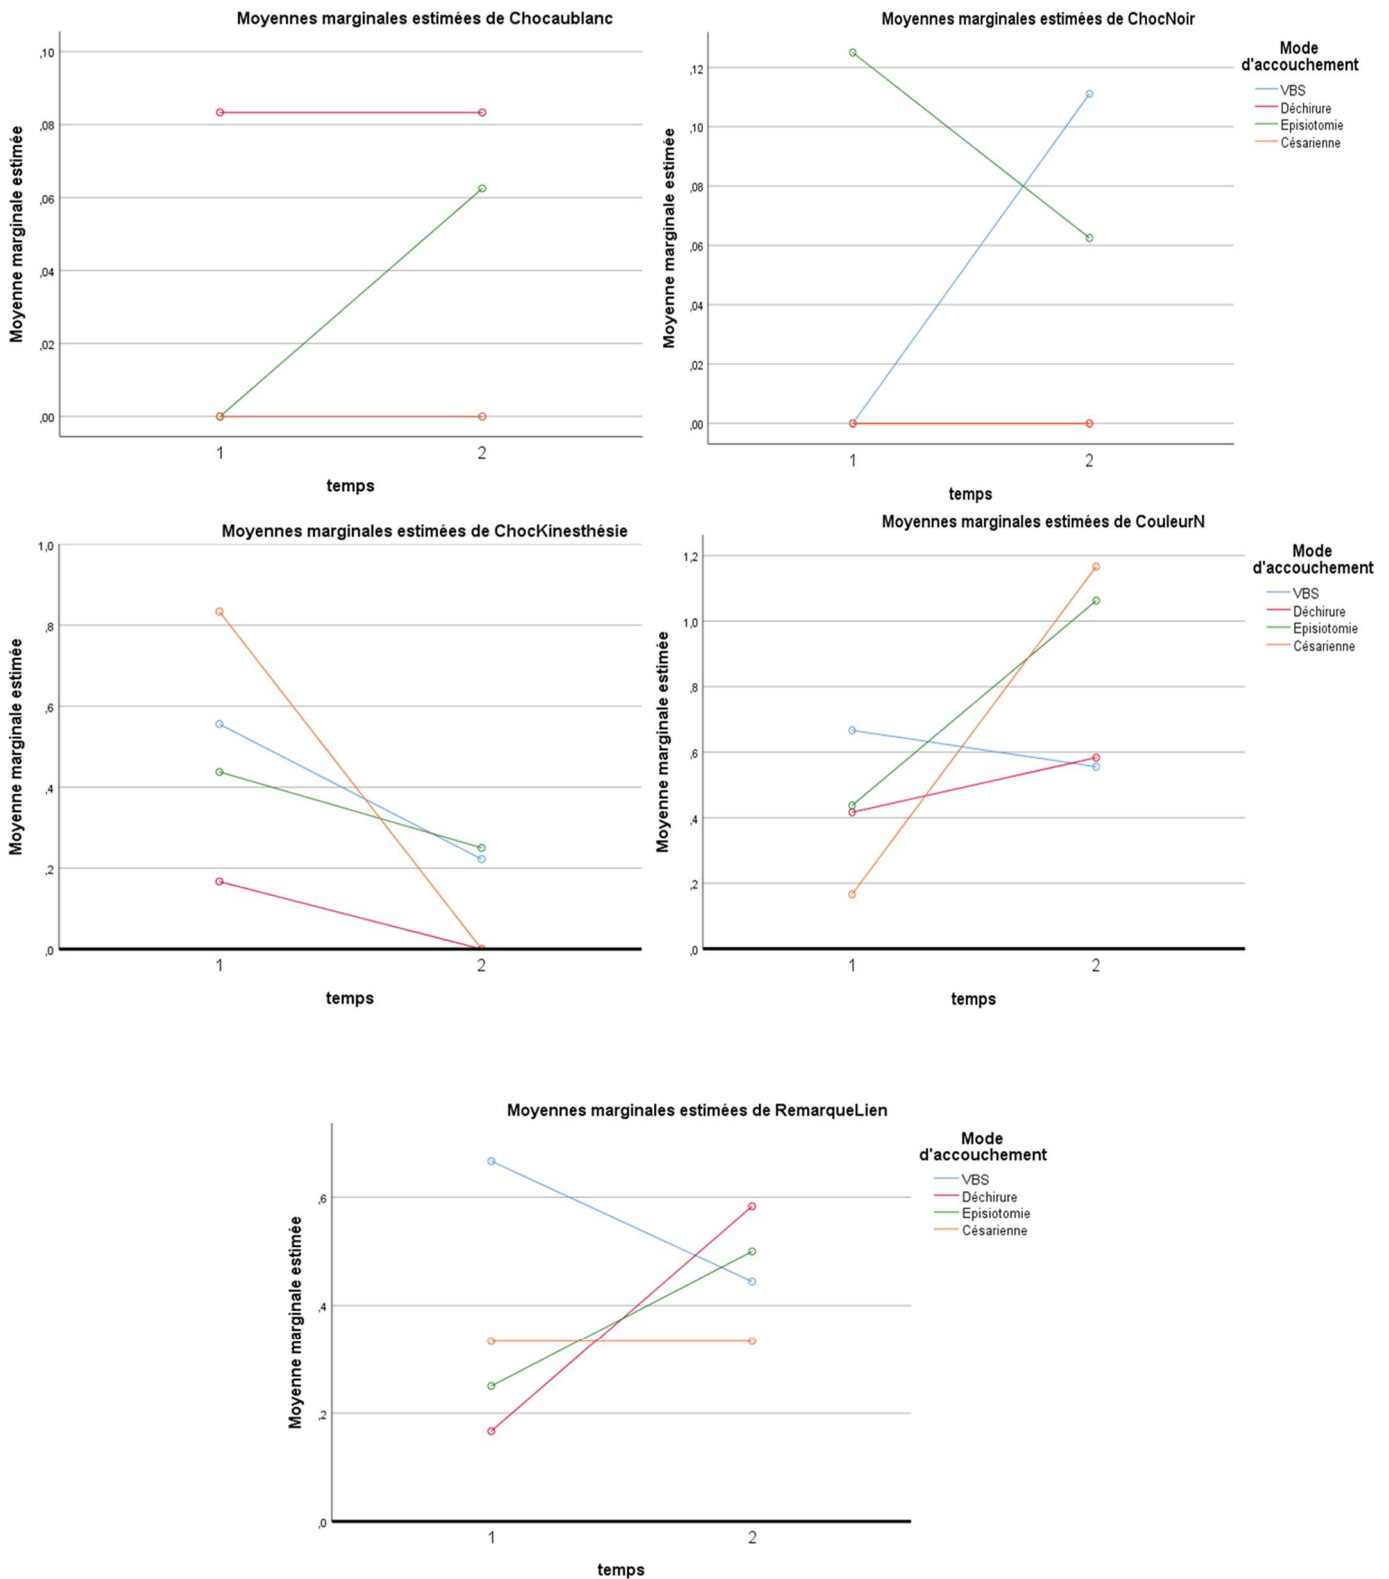 Moyennes marginales estimées de Chocaublanc
Moyenne marginale estimée
,10
,08
,06
,04
,02
,00
1
2
temps
Moyennes marginales estimées de ChocNoir
Moyenne marginale estimée
,12
,10
,08
,06
,04
,02
,00
1
2
temps
Mode
d'accouchement
VBS
Déchirure
Episiotomie
Césarienne
Moyennes marginales estimées de ChocKinesthésie
Moyenne marginale estimée
1,0
,8
,6
,4
,2
,0
1
2
temps
Moyennes marginales estimées de CouleurN
Moyenne marginale estimée
1,2
1,0
,8
,6
,4
,2
,0
1
2
temps
Mode
d'accouchement
VBS
Déchirure
Episiotomie
Césarienne
Moyennes marginales estimées de RemarqueLien
Moyenne marginale estimée
,6
,4
,2
,0
1
2
temps
Mode
d'accouchement
VBS
Déchirure
Episiotomie
Césarienne